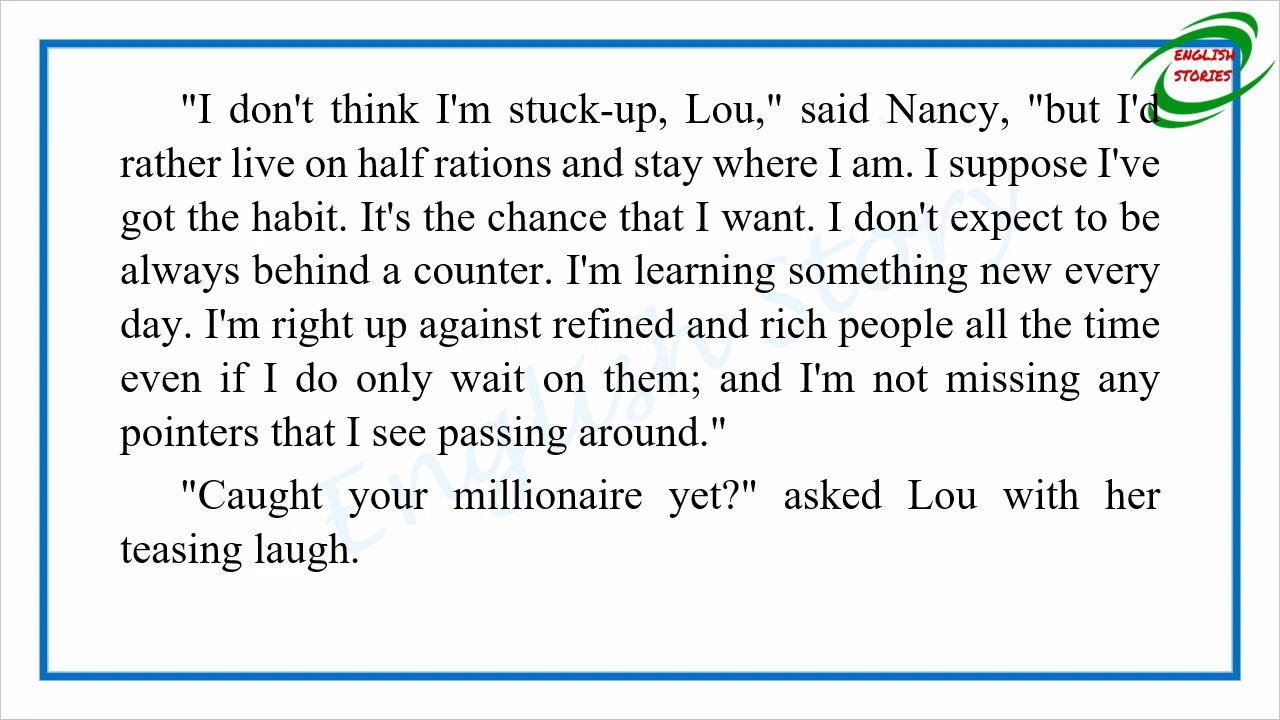 ENGLISH
STORIES
"I don't think I'm stuck-up, Lou," said Nancy, "but I'd
rather live on half rations and stay where I am. I suppose I've
got the habit. It's the chance that I want. I don't expect to be
always behind a counter. I'm learning something new every
day. I'm right up against refined and rich people all the time
even if I do only wait on them; and I'm not missing any
pointers that I see passing around."
"Caught your millionaire yet?" asked Lou with her
teasing laugh.
English Story